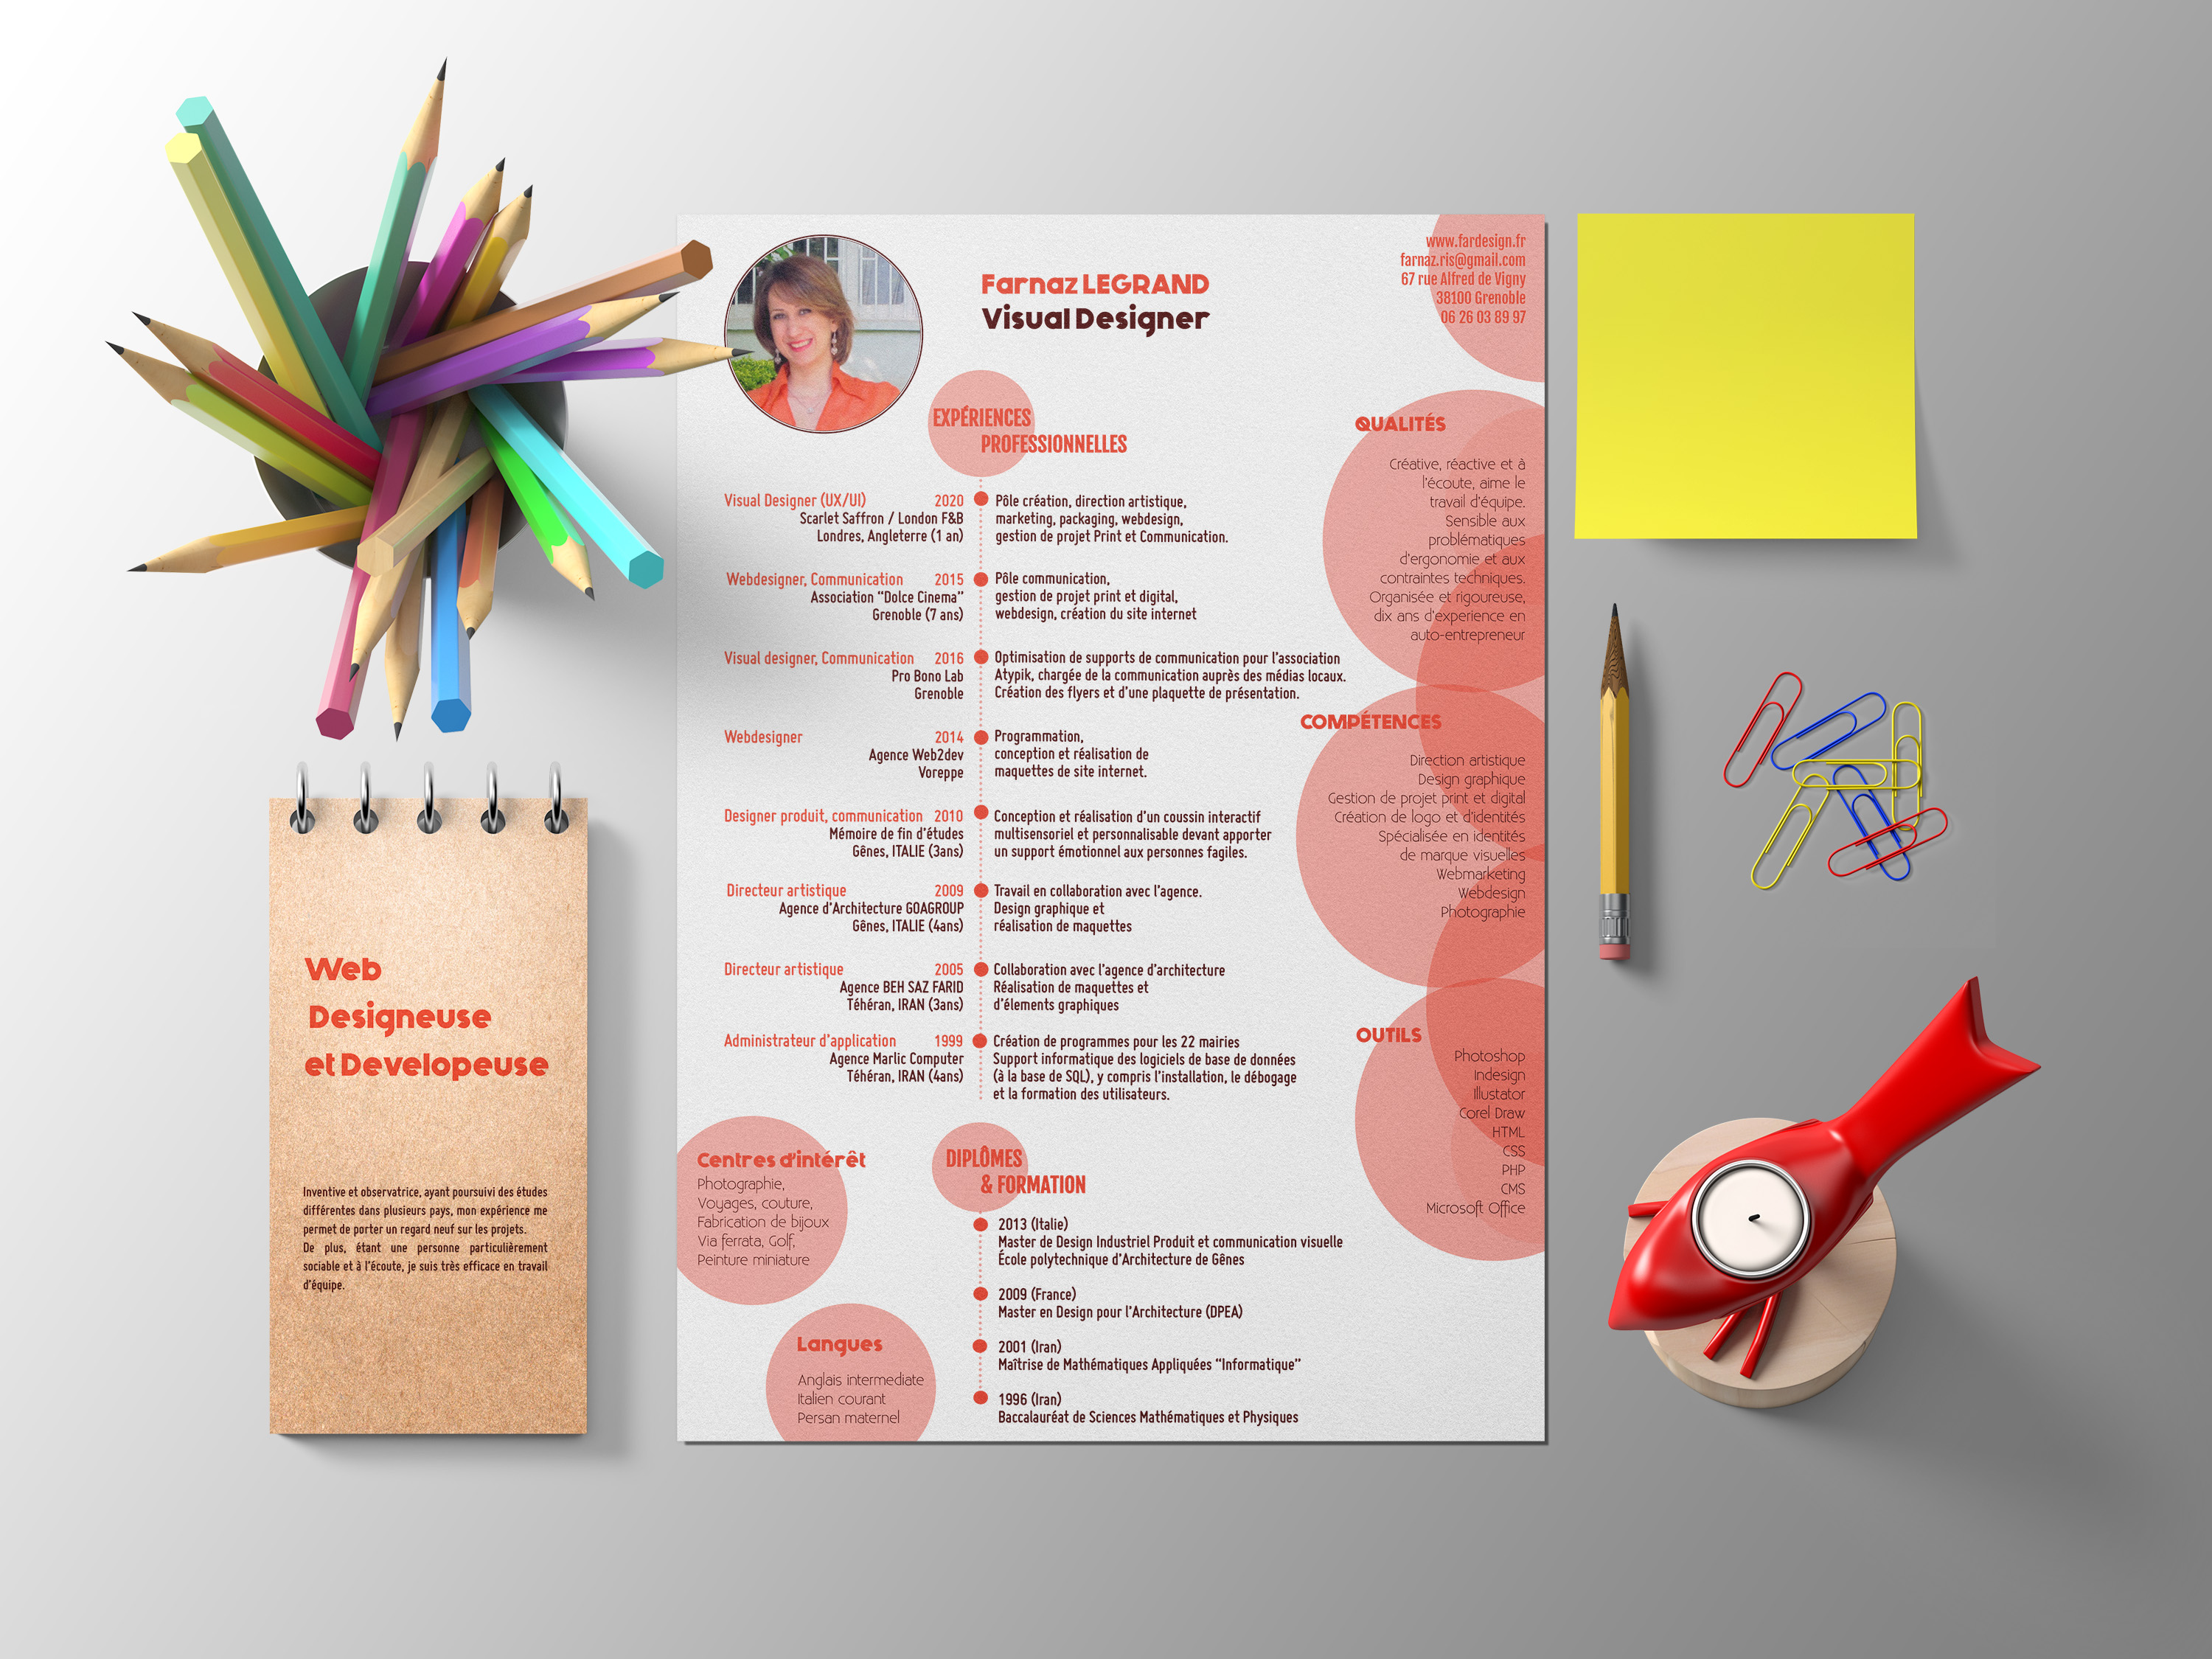 Farnaz LEGRAND
Visual Designer
www.fardesign.fr
farnaz.ris@gmail.com
67 rue Alfred de Vigny
38100 Grenoble
06 26 03 89 97
EXPÉRIENCES
PROFESSIONNELLES
Visual Designer (UX/UI) 2020
Scarlet Saffron / London F&B
Londres, Angleterre (1 an)
Pôle création, direction artistique,
marketing, packaging, webdesign,
gestion de projet Print et Communication.
Webdesigner, Communication 2015
Association "Dolce Cinema"
Grenoble (7 ans)
Pôle communication,
gestion de projet print et digital,
webdesign, création du site internet
Visual designer, Communication 2016
Pro Bono Lab
Grenoble
Optimisation de supports de communication pour l'association
Atypik, chargée de la communication auprès des médias locaux.
Création des flyers et d'une plaquette de présentation.
Webdesigner 2014
Agence Web2dev
Voreppe
Programmation,
conception et réalisation de
maquettes de site internet.
Designer produit, communication 2010
Mémoire de fin d'études
Gênes, ITALIE (3ans)
Conception et réalisation d'un coussin interactif
multisensoriel et personnalisable devant apporter
un support émotionnel aux personnes fagiles.
Directeur artistique 2009
Agence d'Architecture GOAGROUP
Gênes, ITALIE (4ans)
Travail en collaboration avec l'agence.
Design graphique et
réalisation de maquettes
Directeur artistique 2005
Agence BEH SAZ FARID
Téhéran, IRAN (3ans)
Collaboration avec l'agence d'architecture
Réalisation de maquettes et
d'élements graphiques
Administrateur d'application 1999
Agence Marlic Computer
Téhéran, IRAN (4ans)
Création de programmes pour les 22 mairies
Support informatique des logiciels de base de données
(à la base de SQL), y compris l'installation, le débogage
et la formation des utilisateurs.
QUALITÉS
Créative, réactive et à
l'écoute, aime le
travail d'équipe.
Sensible aux
problématiques
d'ergonomie et aux
contraintes techniques.
Organisée et rigoureuse,
dix ans d'experience en
auto-entrepreneur
COMPÉTENCES
Direction artistique
Design graphique
Gestion de projet print et digital
Création de logo et d'identités
Spécialisée en identités
de marque visuelles
Webmarketing
Webdesign
Photographie
OUTILS
Photoshop
Indesign
Illustator
Corel Draw
HTML
CSS
PHP
CMS
Microsoft Office
Centres d'intérêt
Photographie,
Voyages, couture,
Fabrication de bijoux
Via ferrata, Golf,
Peinture miniature
Langues
Anglais intermediate
Italien courant
Persan maternel
DIPLÔMES
& FORMATION
2013 (Italie)
Master de Design Industriel Produit et communication visuelle
École polytechnique d'Architecture de Gênes
2009 (France)
Master en Design pour l'Architecture (DPEA)
2001 (Iran)
Maîtrise de Mathématiques Appliquées "Informatique"
1996 (Iran)
Baccalauréat de Sciences Mathématiques et Physiques
Web
Designeuse
et Developeuse
Inventive et observatrice, ayant poursuivi des études
différentes dans plusieurs pays, mon expérience me
permet de porter un regard neuf sur les projets.
De plus, étant une personne particulièrement
sociable et à l'écoute, je suis très efficace en travail
d'équipe.